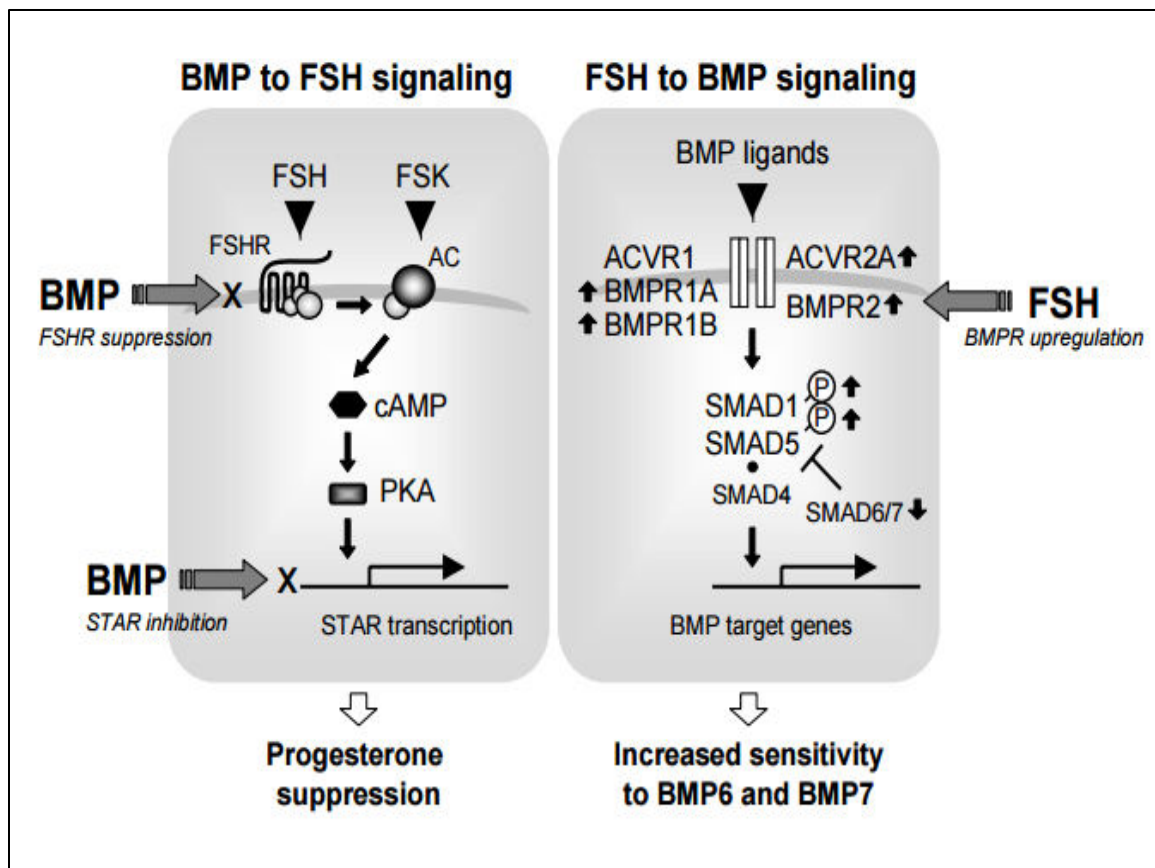 BMP to FSH signaling
FSH
FSK
FSHR
AC
BMP
X
FSHR suppression
cAMP
PKA
BMP
X
STAR inhibition
STAR transcription
Progesterone
suppression
FSH to BMP signaling
BMP ligands
ACVR1
BMPR1A
BMPR1B
ACVR2A
BMPR2
FSH
BMPR upregulation
SMAD1
P
SMAD5
P
SMAD4
SMAD6/7
BMP target genes
Increased sensitivity
to BMP6 and BMP7